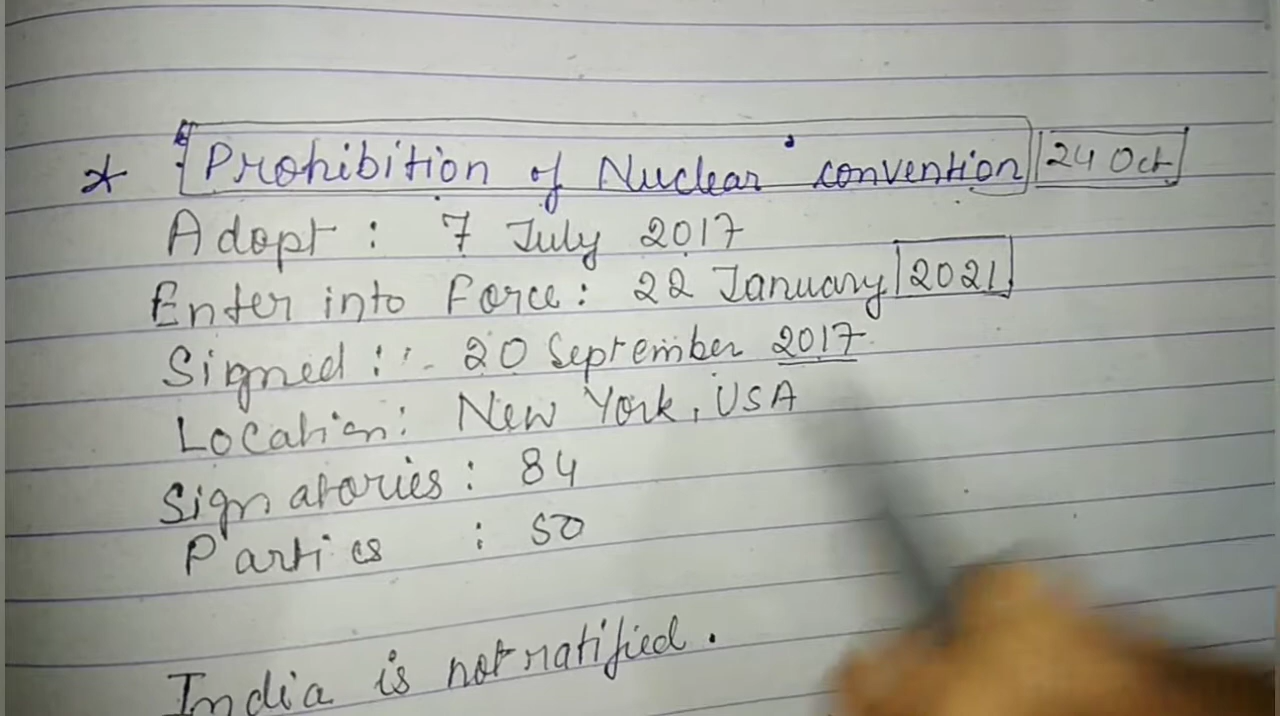 * Prohibition of Nuclear convention 24 Oct
Adopt : 7 July 2017
Enter into Force : 22 January 2021
Signed :- 20 September 2017
Location : New York, USA
Signatories : 84
Parties : 50
India is not ratified.